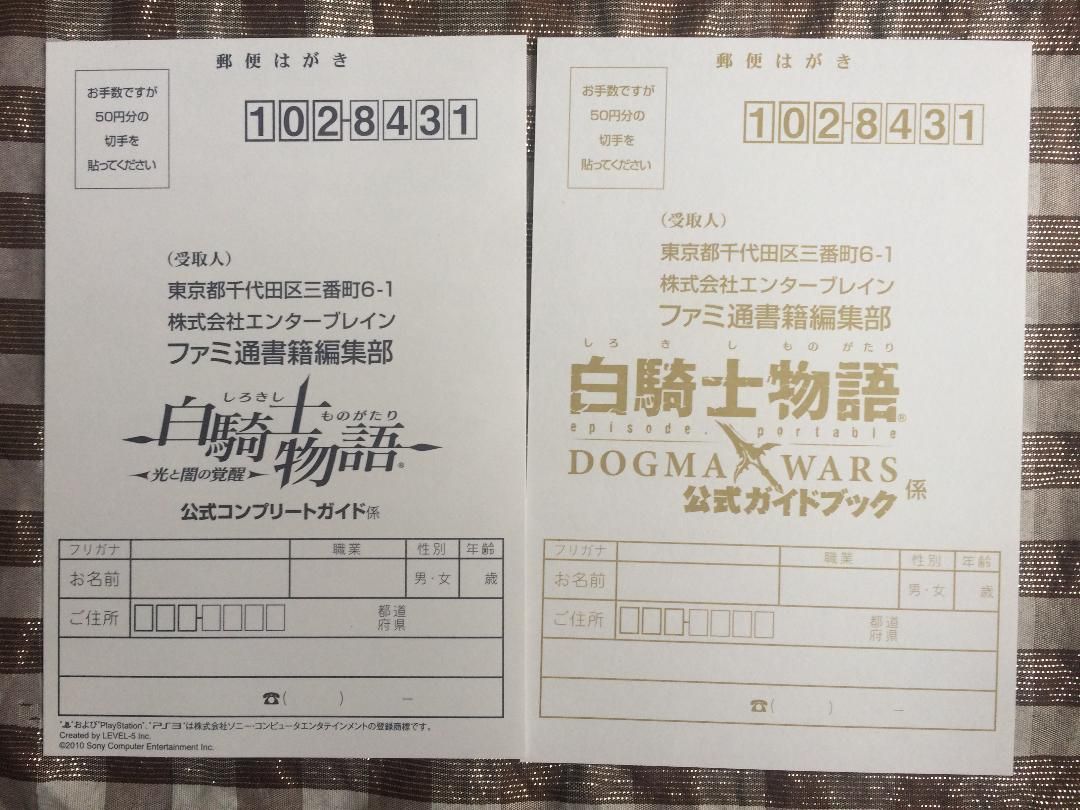 郵便はがき
お手数ですが
50円分の
切手を
貼ってください
102-8431
（受取人）
東京都千代田区三番町6-1
株式会社エンターブレイン
ファミ通書籍編集部
しろきし ものがたり
白騎士物語®
光と闇の覚醒
公式コンプリートガイド係
フリガナ 職業 性別 年齢
お名前 男・女 歳
ご住所 都道
府県
☎( ) －
"PlayStation"および"PlayStation"、"PS3"は株式会社ソニー・コンピュータエンタテインメントの登録商標です。
Created by LEVEL-5 Inc.
©2010 Sony Computer Entertainment Inc.
郵便はがき
お手数ですが
50円分の
切手を
貼ってください
102-8431
（受取人）
東京都千代田区三番町6-1
株式会社エンターブレイン
ファミ通書籍編集部
しろきしものがたり
白騎士物語®
episode. portable
DOGMA WARS
公式ガイドブック係
フリガナ 職業 性別 年齢
お名前 男・女 歳
ご住所 都道
府県
☎( ) －